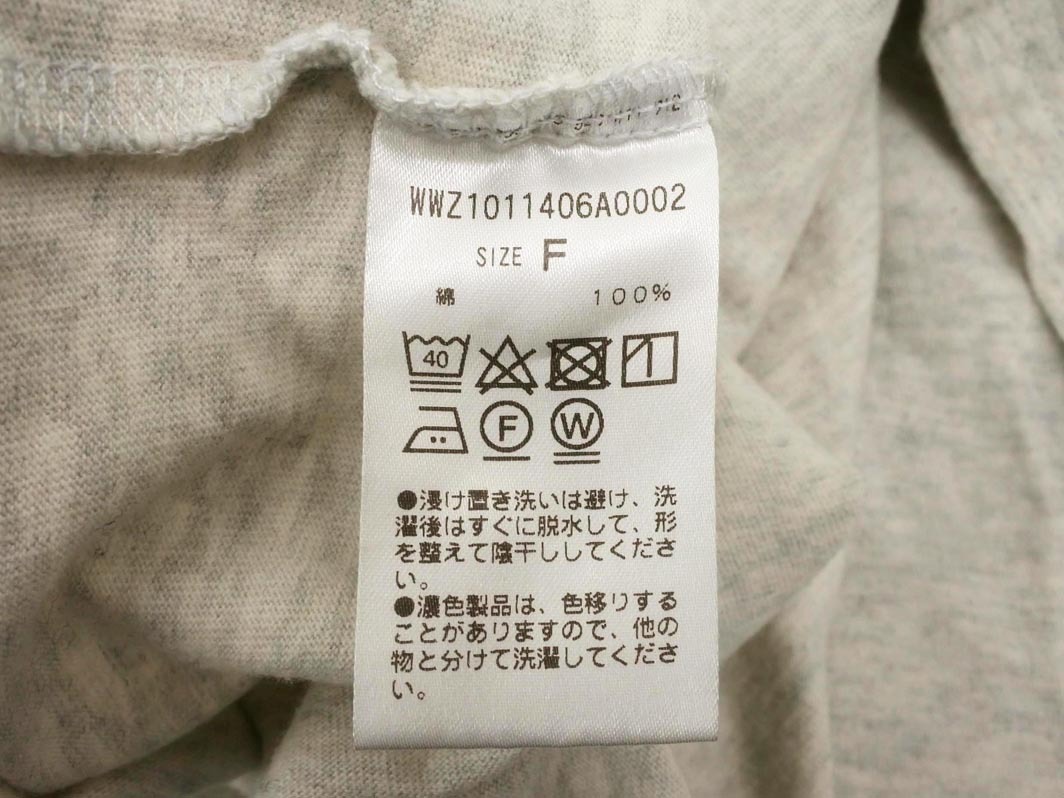 WWZ1011406A0002
SIZE F
綿 100%
40
F W
●浸け置き洗いは避け、洗
濯後はすぐに脱水して、形
を整えて陰干ししてくださ
い。
●濃色製品は、色移りする
ことがありますので、他の
物と分けて洗濯してくださ
い。